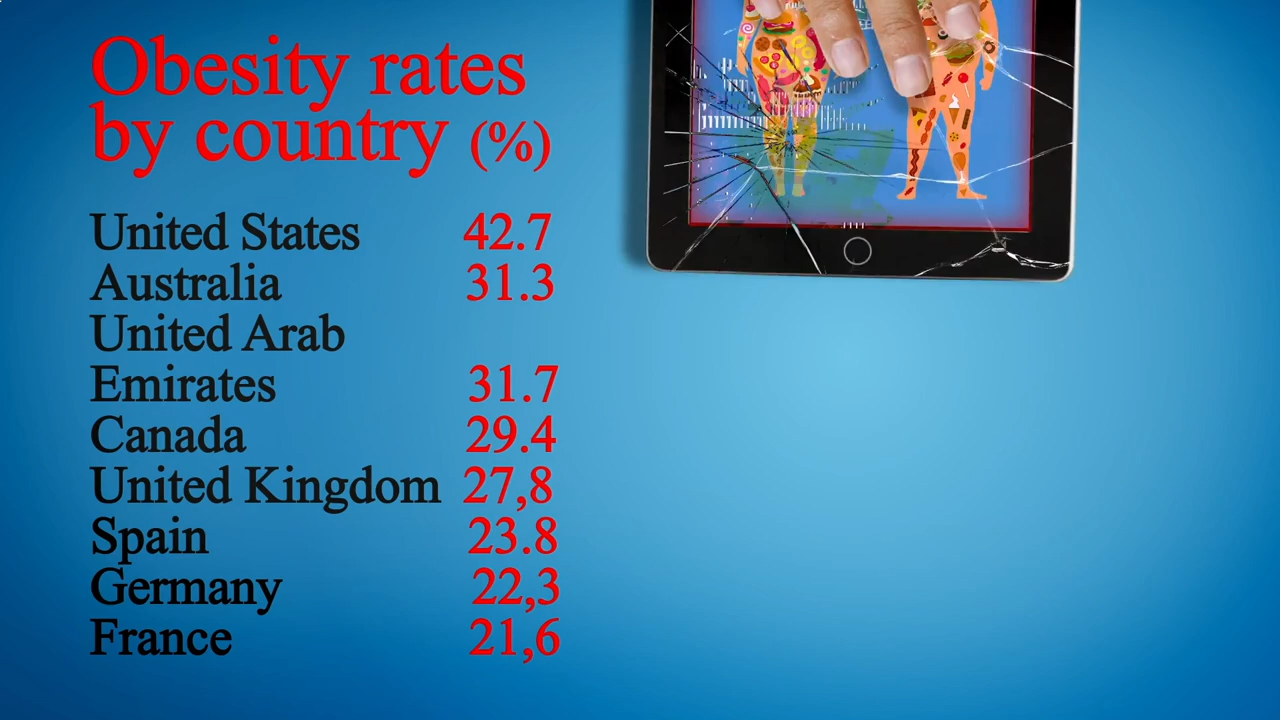 Obesity rates
by country (%)
United States 42.7
Australia 31.3
United Arab
Emirates 31.7
Canada 29.4
United Kingdom 27,8
Spain 23.8
Germany 22,3
France 21,6